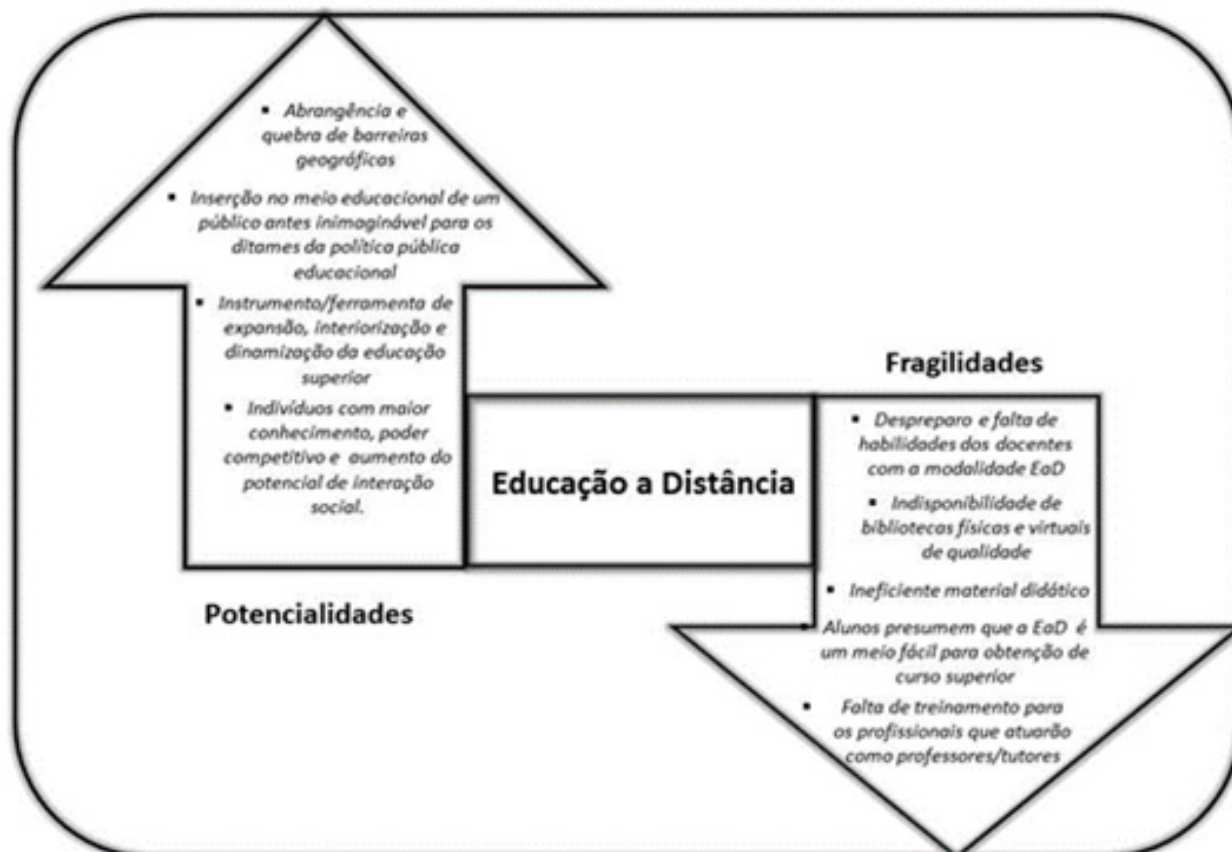 ▪ Abrangência e
quebra de barreiras
geográficas
▪ Inserção no meio educacional de um
público antes inimaginável para os
ditames da política pública
educacional
▪ Instrumento/ferramenta de
expansão, interiorização e
dinamização da educação
superior
▪ Indivíduos com maior
conhecimento, poder
competitivo e aumento do
potencial de interação
social.
Potencialidades
Educação a Distância
Fragilidades
▪ Despreparo e falta de
habilidades dos docentes
com a modalidade EaD
▪ Indisponibilidade de
bibliotecas físicas e virtuais
de qualidade
▪ Ineficiente material didático
▪ Alunos presumem que a EaD é
um meio fácil para obtenção de
curso superior
▪ Falta de treinamento para
os profissionais que atuarão
como professores/tutores